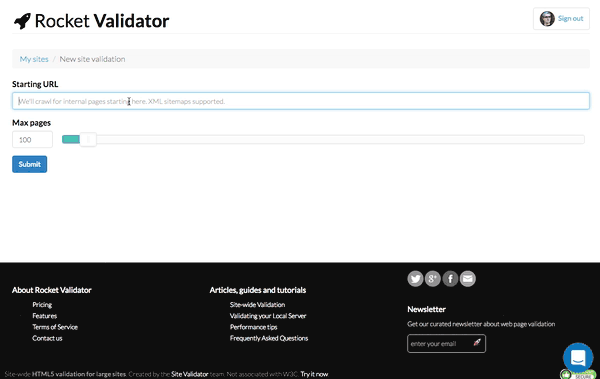 Rocket Validator
Sign out
My sites / New site validation
Starting URL
We'll crawl for internal pages starting here. XML sitemaps supported.
Max pages
100
Submit
About Rocket Validator
Pricing
Features
Terms of Service
Contact us
Articles, guides and tutorials
Site-wide Validation
Validating your Local Server
Performance tips
Frequently Asked Questions
Newsletter
Get our curated newsletter about web page validation
enter your email
Site-wide HTML5 validation for large sites. Created by the Site Validator team. Not associated with W3C. Try it now.
SECURE